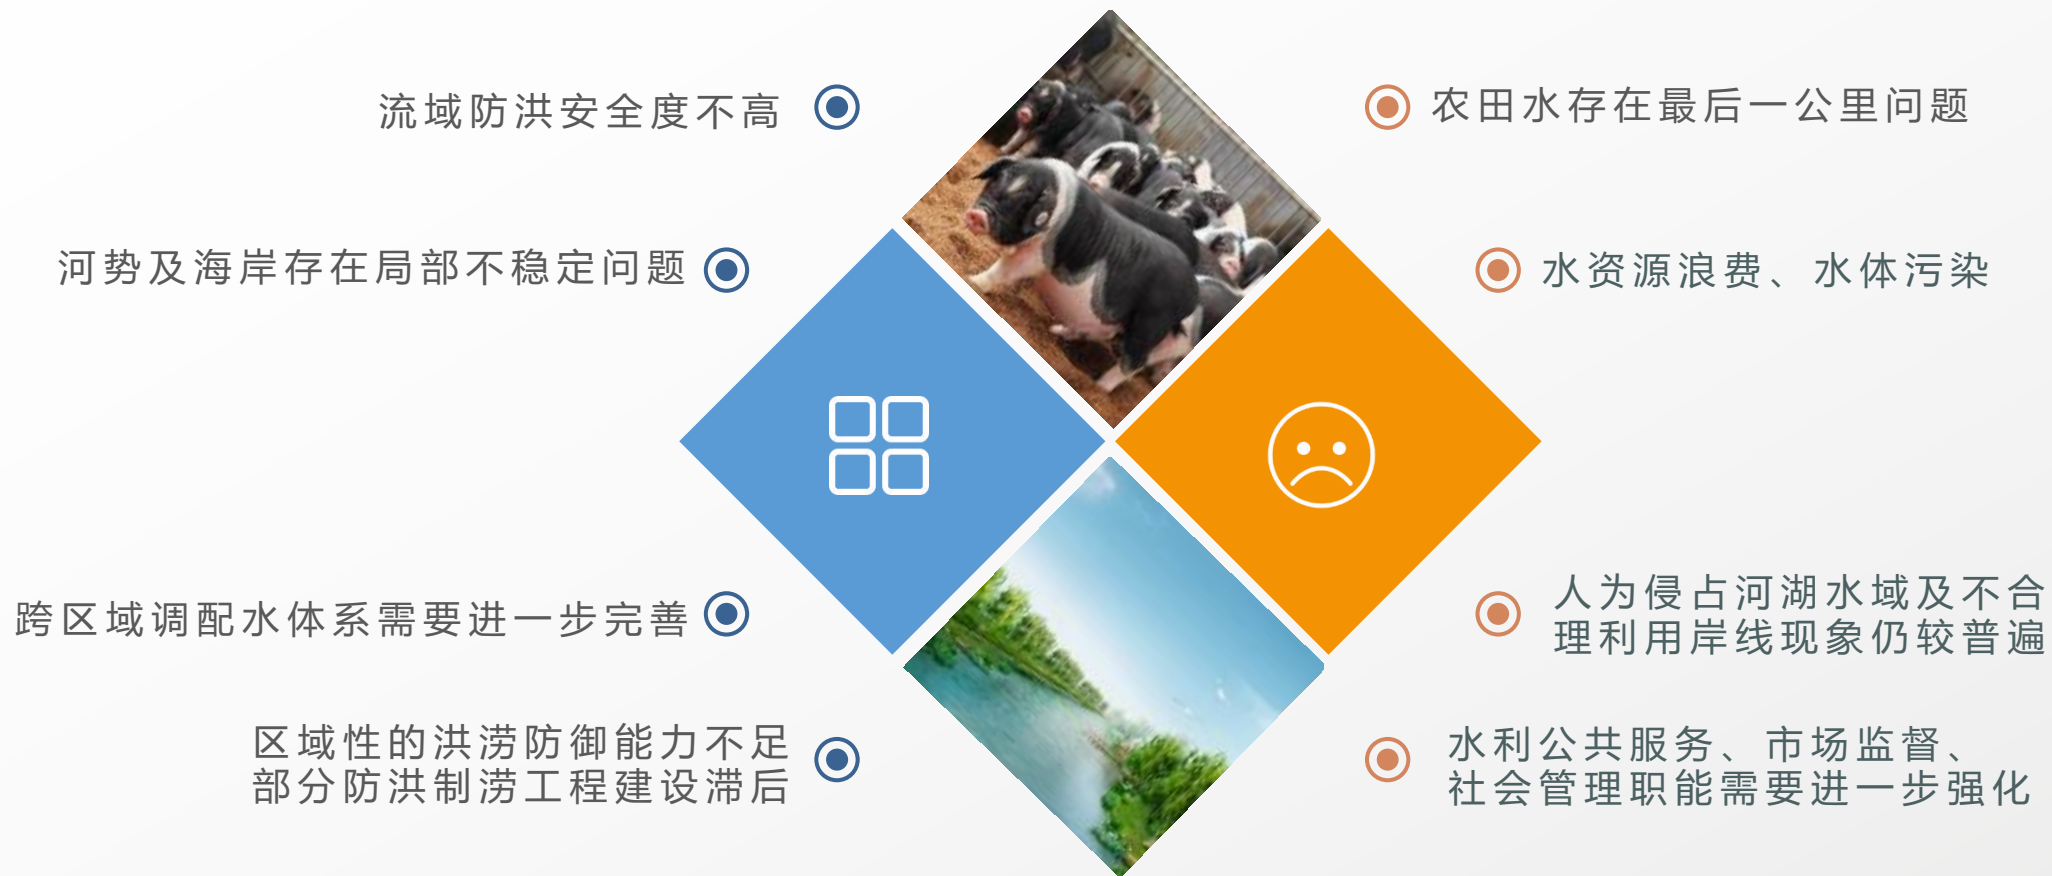 流域防洪安全度不高
河势及海岸存在局部不稳定问题
跨区域调配水体系需要进一步完善
区域性的洪涝防御能力不足
部分防洪制涝工程建设滞后
农田水存在最后一公里问题
水资源浪费、水体污染
人为侵占河湖水域及不合
理利用岸线现象仍较普遍
水利公共服务、市场监督、
社会管理职能需要进一步强化